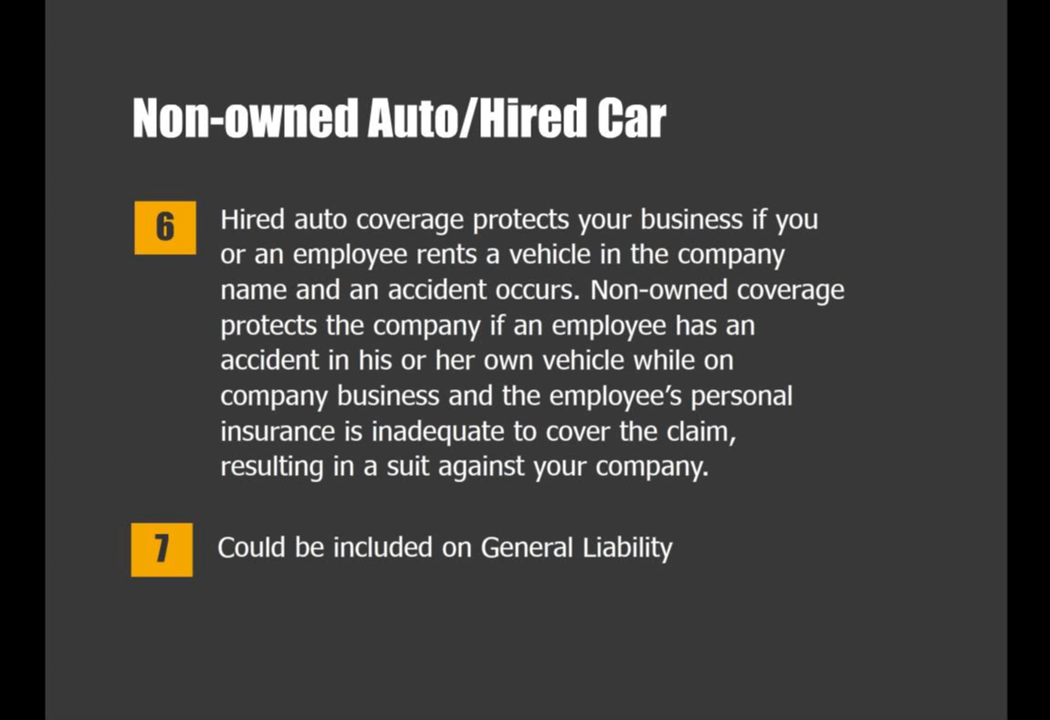 Non-owned Auto/Hired Car
6
Hired auto coverage protects your business if you
or an employee rents a vehicle in the company
name and an accident occurs. Non-owned coverage
protects the company if an employee has an
accident in his or her own vehicle while on
company business and the employee’s personal
insurance is inadequate to cover the claim,
resulting in a suit against your company.
7
Could be included on General Liability